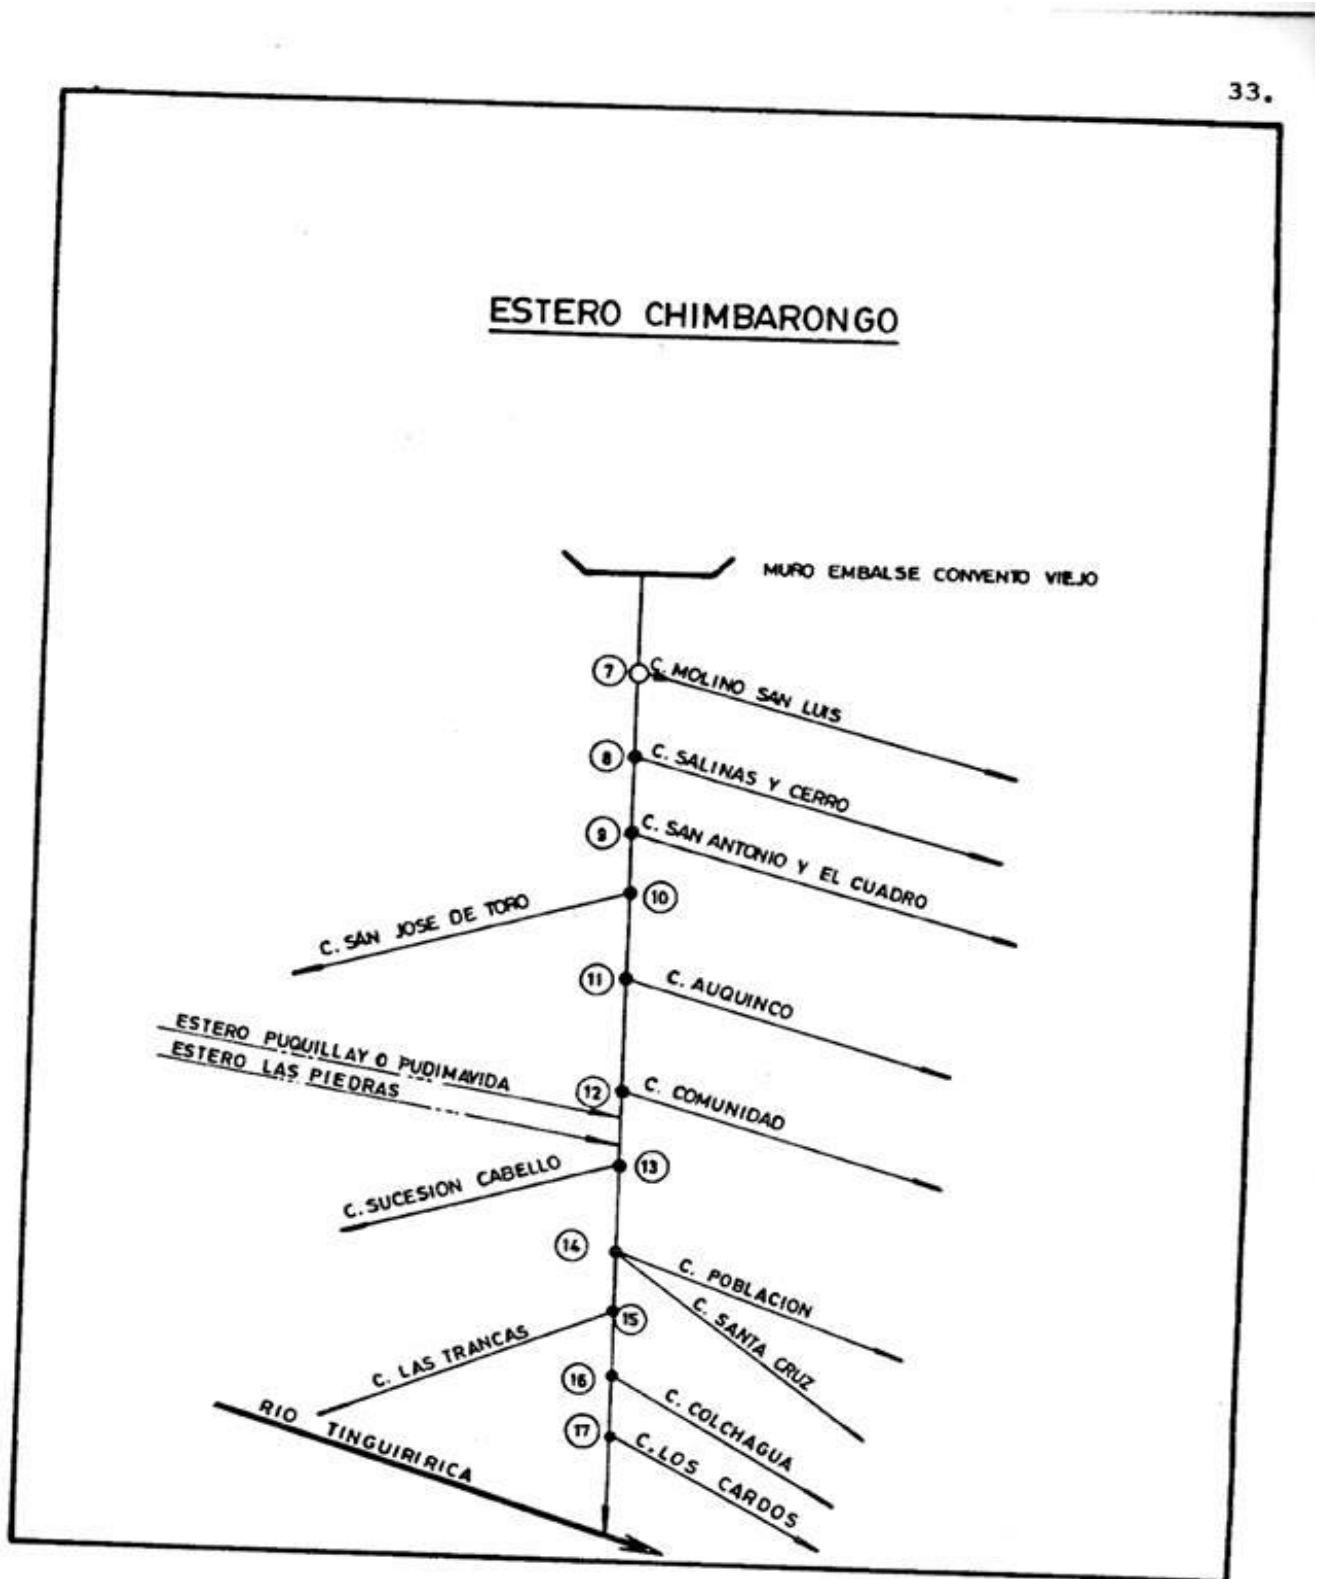 33.
ESTERO CHIMBARONGO
MURO EMBALSE CONVENTO VIEJO
7
C. MOLINO SAN LUIS
8
C. SALINAS Y CERRO
9
C. SAN ANTONIO Y EL CUADRO
C. SAN JOSE DE TORO
10
11
C. AUQUINCO
ESTERO PUQUILLAY O PUDIMAVIDA
ESTERO LAS PIEDRAS
12
C. COMUNIDAD
C. SUCESION CABELLO
13
14
C. POBLACION
C. SANTA CRUZ
C. LAS TRANCAS
15
16
C. COLCHAGUA
RIO TINGUIRIRICA
17
C. LOS CARDOS